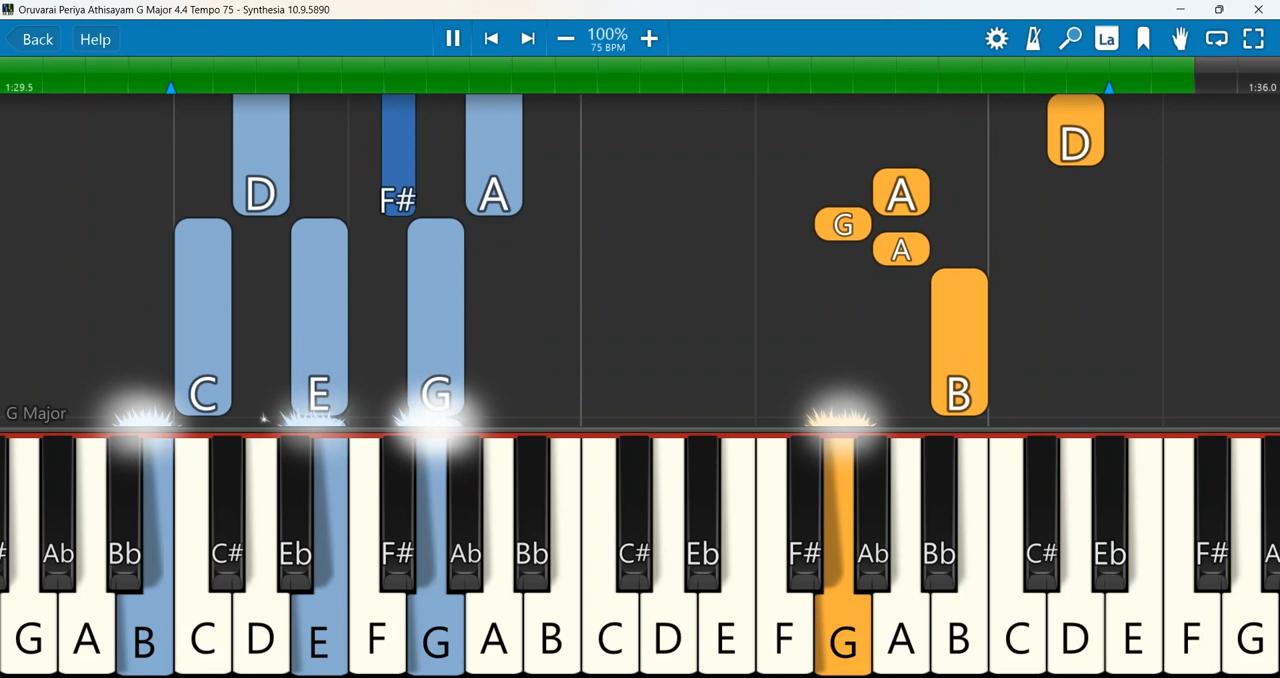 Oruvarai Periya Athisayam G Major 4.4 Tempo 75 - Synthesia 10.9.5890
Back Help 100% La
75 BPM
1:29.5 1:36.0
D
D F# A A
G
A
C E G B
G Major
# Ab Bb C# Eb F# Ab Bb C# Eb F# Ab Bb C# Eb F# A
G A B C D E F G A B C D E F G A B C D E F G